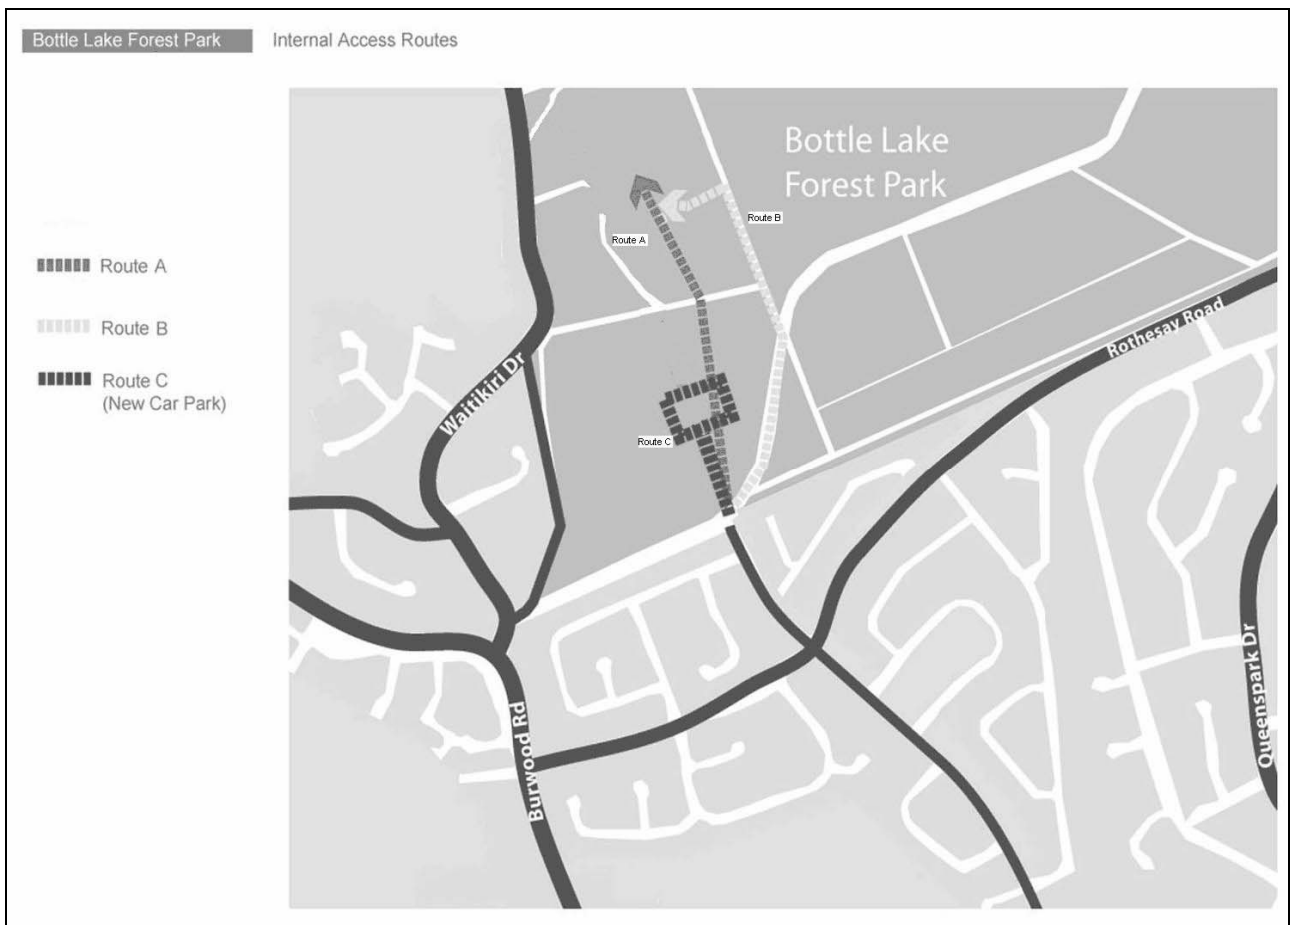 Bottle Lake Forest Park
Internal Access Routes
Bottle Lake
Forest Park
Route B
Route A
Route A
Route B
Route C
(New Car Park)
Route C
Waitikiri Dr
Rothesay Road
Burwood Rd
Queenspark Dr